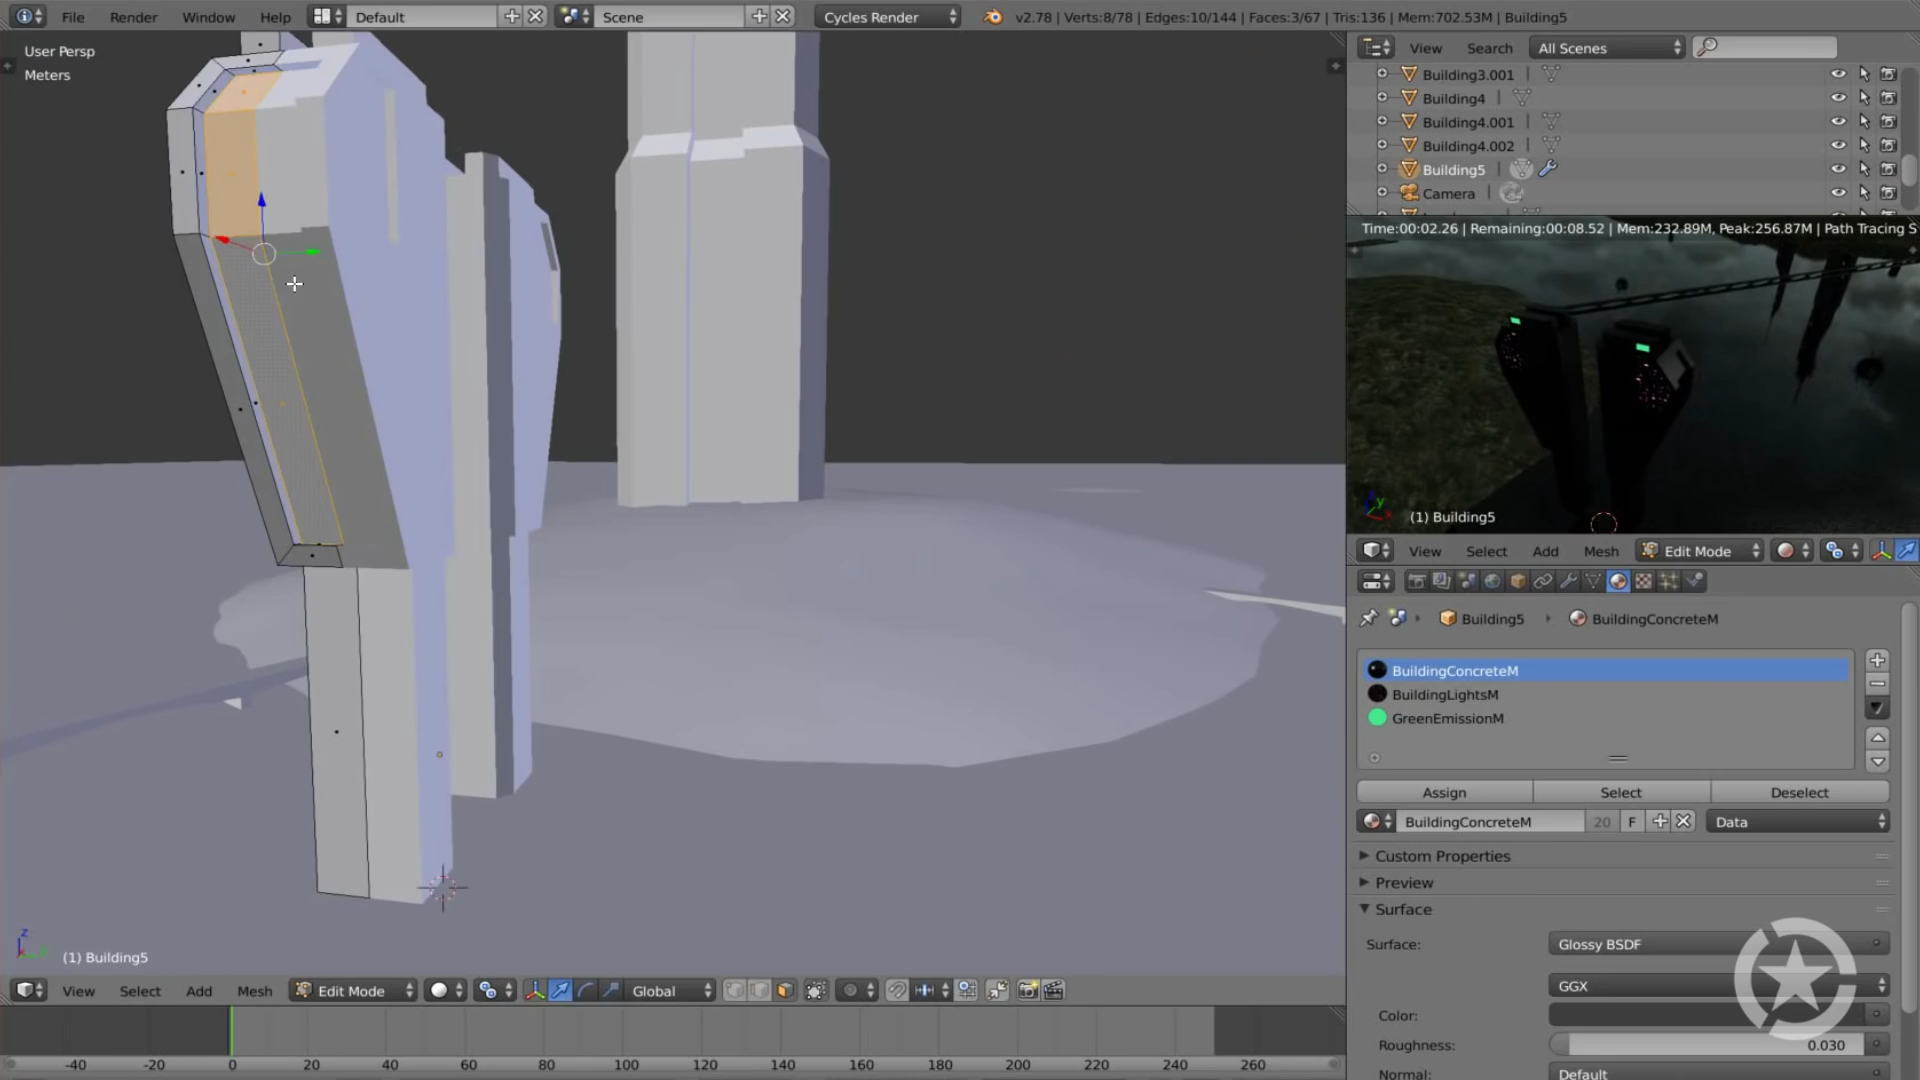 File Render Window Help Default Scene Cycles Render v2.78 | Verts:8/78 | Edges:10/144 | Faces:3/67 | Tris:136 | Mem:702.53M | Building5
User Persp
Meters
View Search All Scenes
Building3.001
Building4
Building4.001
Building4.002
Building5
Camera
Time:00:02.26 | Remaining:00:08.52 | Mem:232.89M, Peak:256.87M | Path Tracing S
(1) Building5
View Select Add Mesh Edit Mode
Building5 BuildingConcreteM
BuildingConcreteM
BuildingLightsM
GreenEmissionM
Assign Select Deselect
BuildingConcreteM 20 F Data
Custom Properties
Preview
Surface
Surface: Glossy BSDF
GGX
Color:
Roughness: 0.030
Normal: Default
z
(1) Building5
View Select Add Mesh Edit Mode Global
-40 -20 0 20 40 60 80 100 120 140 160 180 200 220 240 260